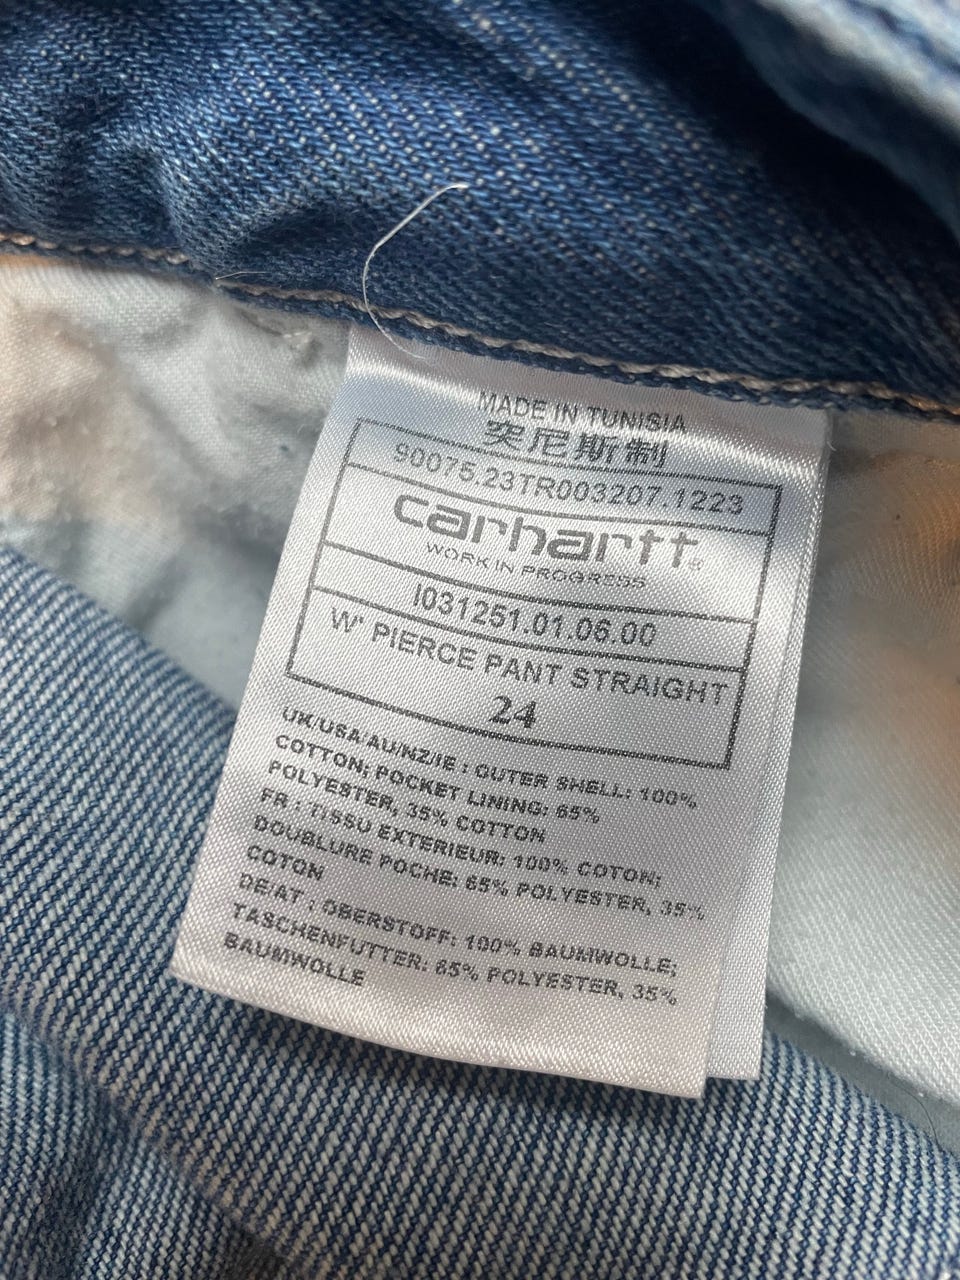 MADE IN TUNISIA
突尼斯制
90075.23TR003207.1223
carhartt®
WORK IN PROGRESS
I031251.01.06.00
W' PIERCE PANT STRAIGHT
24
UK/USA/AU/NZ/IE : OUTER SHELL: 100%
COTTON; POCKET LINING: 65%
POLYESTER, 35% COTTON
FR : TISSU EXTERIEUR: 100% COTON;
DOUBLURE POCHE: 65% POLYESTER, 35%
COTON
DE/AT : OBERSTOFF: 100% BAUMWOLLE;
TASCHENFUTTER: 65% POLYESTER, 35%
BAUMWOLLE